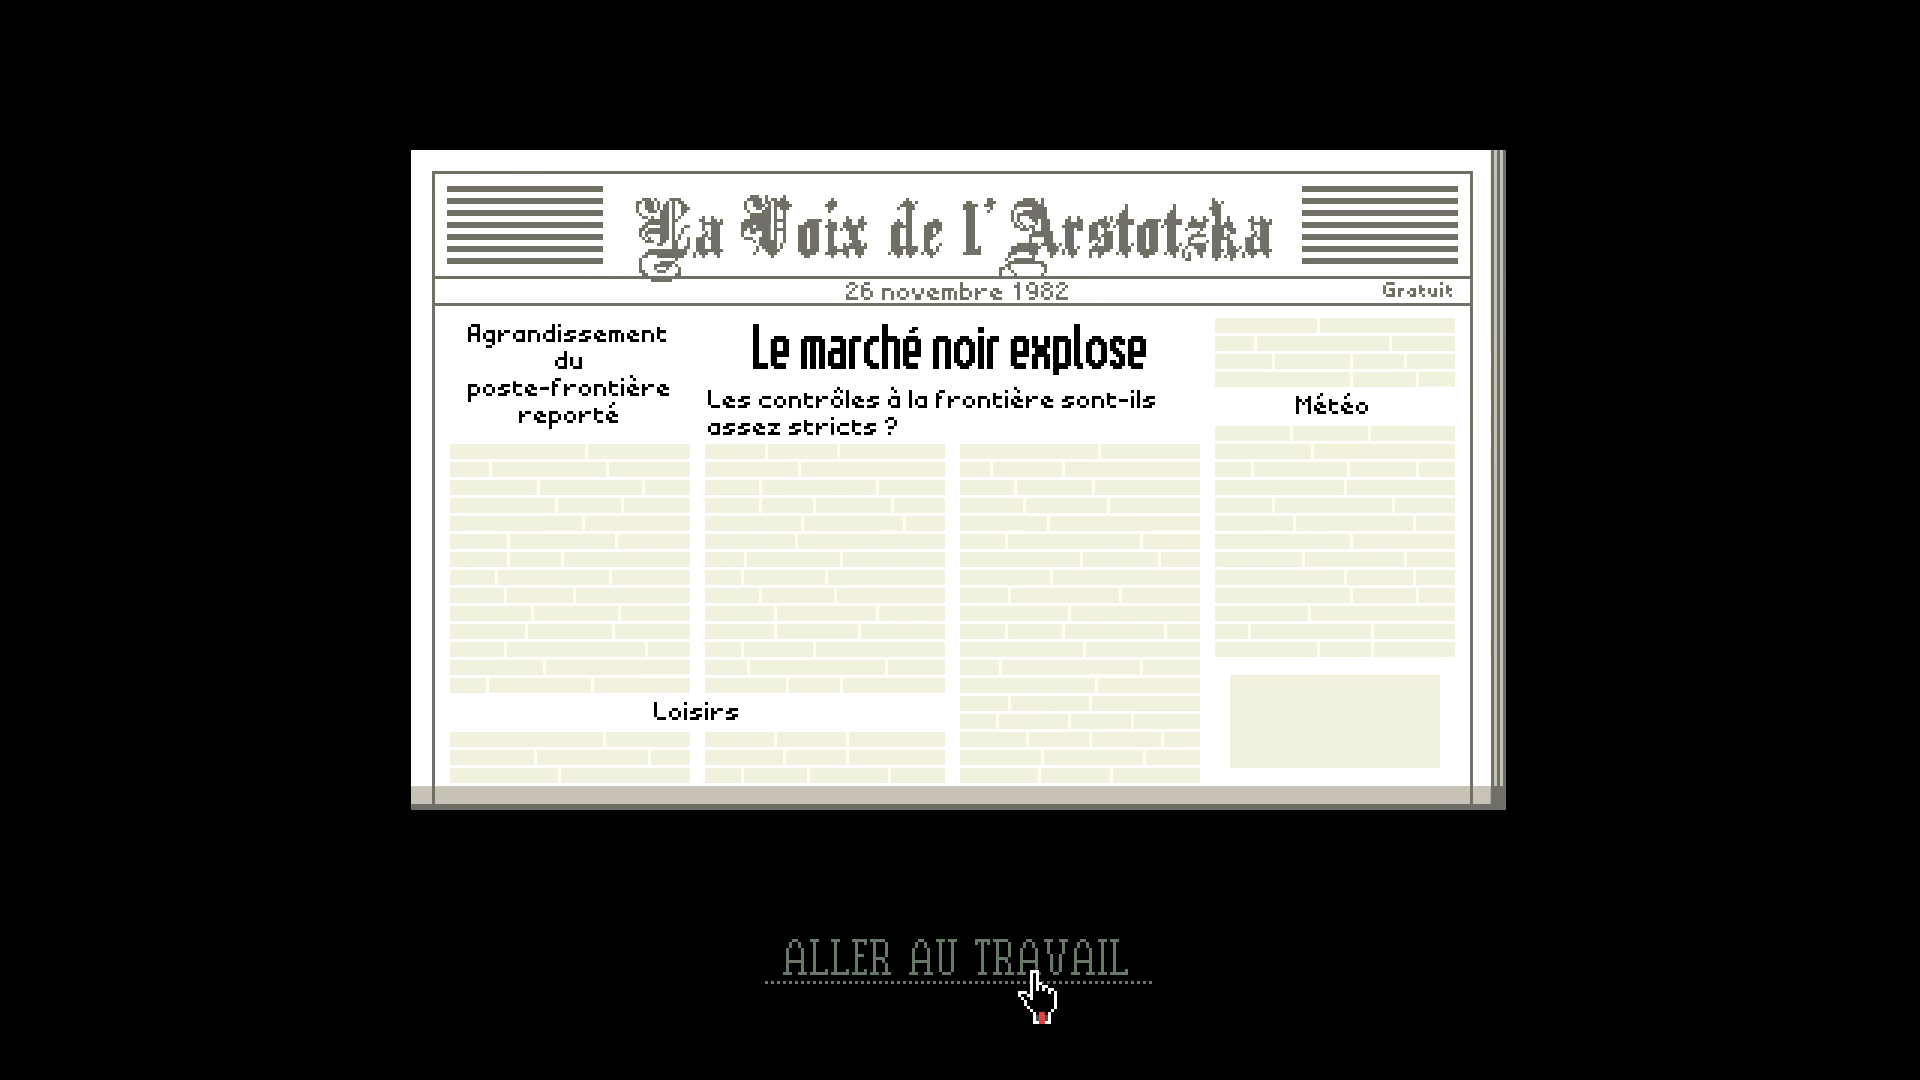 La Voix de l'Arstotzka
26 novembre 1982
Gratuit
Agrandissement
du
poste-frontière
reporté
Le marché noir explose
Les contrôles à la frontière sont-ils
assez stricts ?
Météo
Loisirs
ALLER AU TRAVAIL